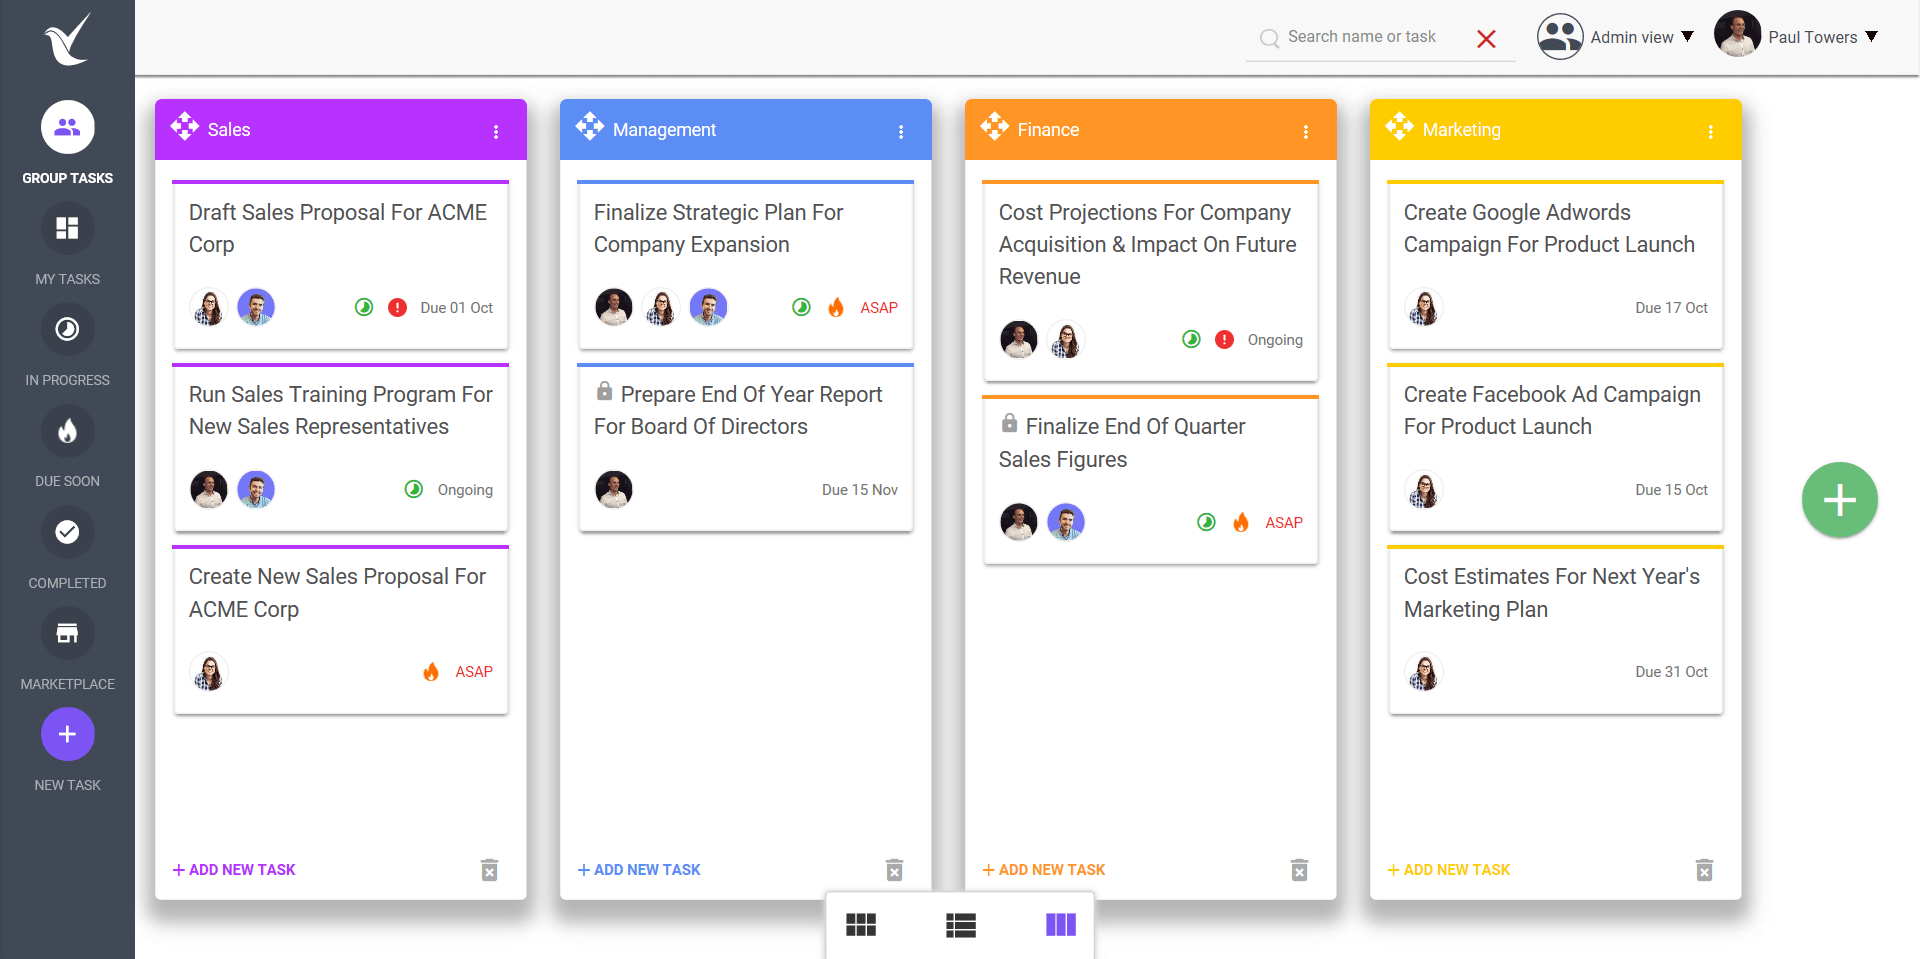 Search name or task
Admin view
Paul Towers
GROUP TASKS
MY TASKS
IN PROGRESS
DUE SOON
COMPLETED
MARKETPLACE
NEW TASK
Sales
Draft Sales Proposal For ACME
Corp
Due 01 Oct
Run Sales Training Program For
New Sales Representatives
Ongoing
Create New Sales Proposal For
ACME Corp
ASAP
+ ADD NEW TASK
Management
Finalize Strategic Plan For
Company Expansion
ASAP
Prepare End Of Year Report
For Board Of Directors
Due 15 Nov
+ ADD NEW TASK
Finance
Cost Projections For Company
Acquisition & Impact On Future
Revenue
Ongoing
Finalize End Of Quarter
Sales Figures
ASAP
+ ADD NEW TASK
Marketing
Create Google Adwords
Campaign For Product Launch
Due 17 Oct
Create Facebook Ad Campaign
For Product Launch
Due 15 Oct
Cost Estimates For Next Year's
Marketing Plan
Due 31 Oct
+ ADD NEW TASK